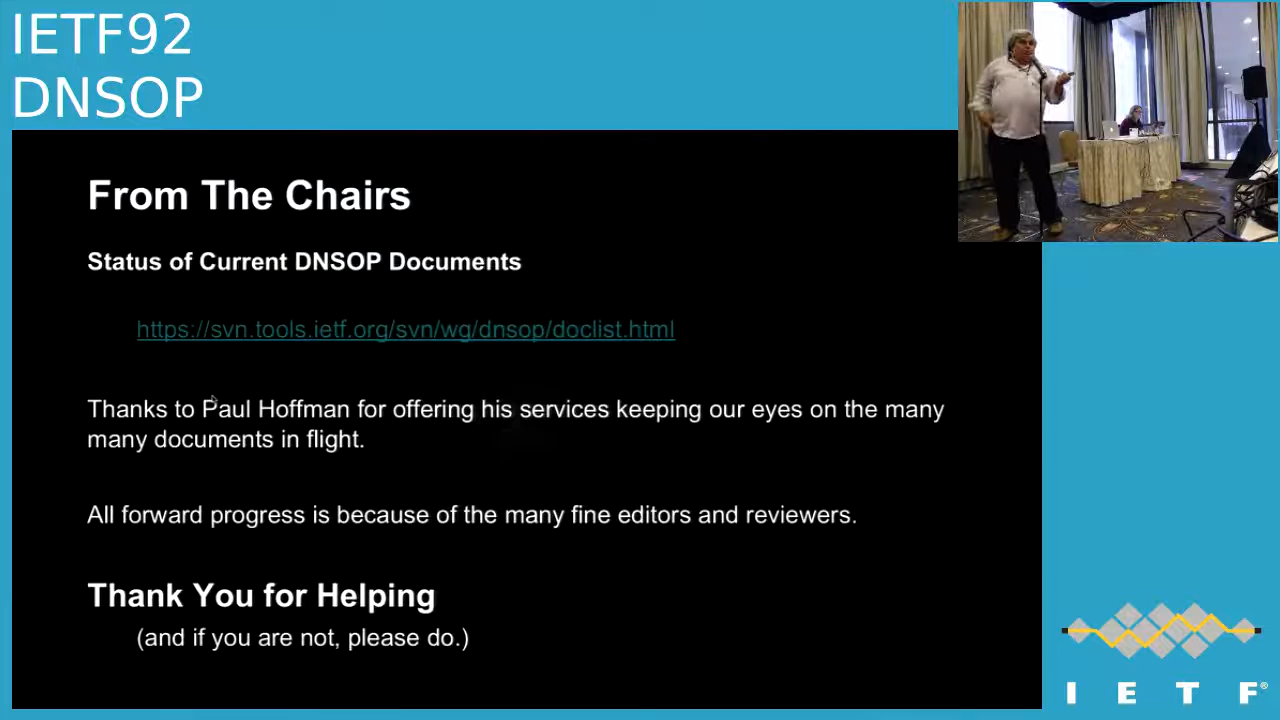 IETF92
DNSOP
From The Chairs
Status of Current DNSOP Documents
https://svn.tools.ietf.org/svn/wg/dnsop/doclist.html
Thanks to Paul Hoffman for offering his services keeping our eyes on the many
many documents in flight.
All forward progress is because of the many fine editors and reviewers.
Thank You for Helping
(and if you are not, please do.)
I E T F®